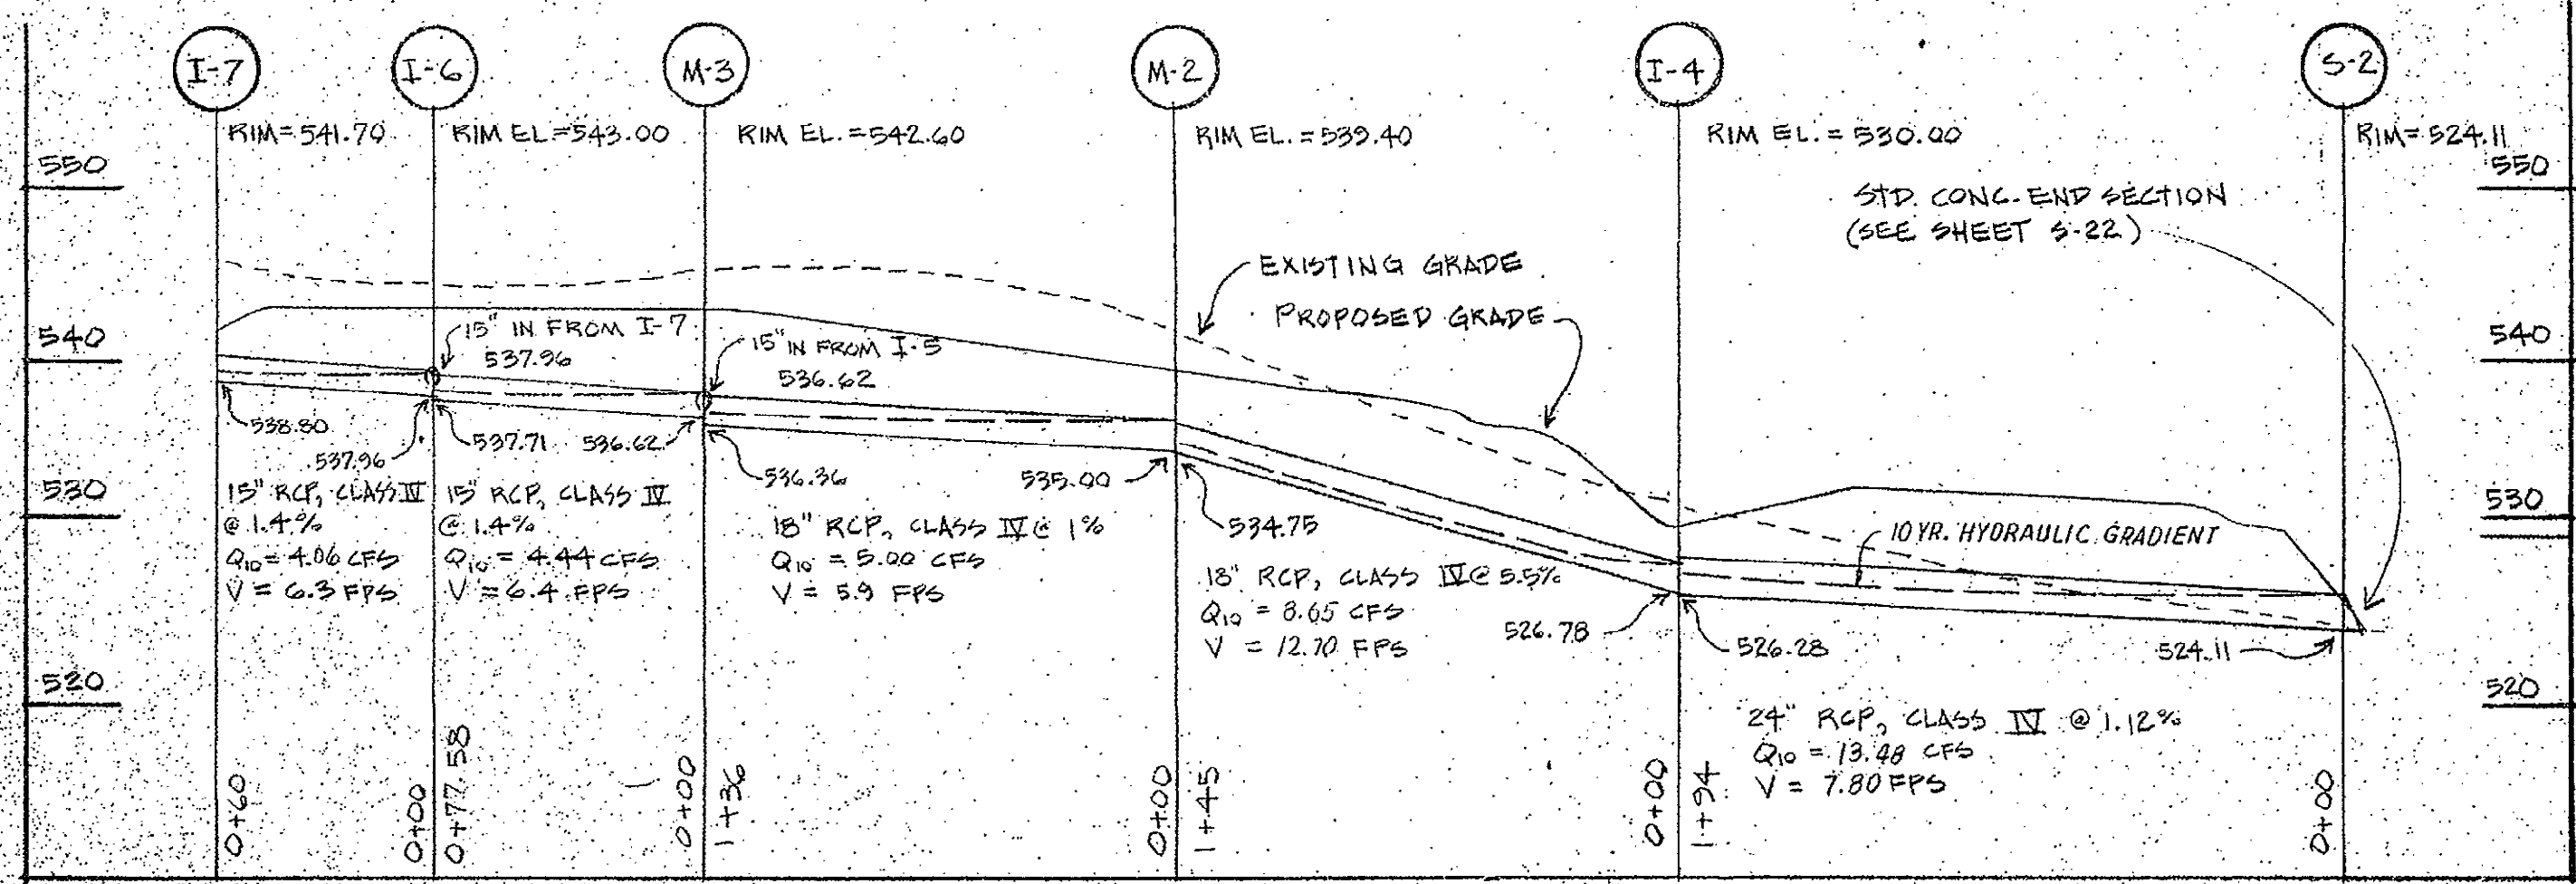 I-7
I-6
M-3
M-2
I-4
S-2
RIM=541.70
RIM EL=543.00
RIM EL.=542.60
RIM EL.=539.40
RIM EL.=530.00
RIM=524.11
550
550
STD. CONC. END SECTION
(SEE SHEET S-22)
EXISTING GRADE
PROPOSED GRADE
540
540
15" IN FROM I-7
537.96
15" IN FROM I-5
536.62
538.80
537.96
537.71
536.62
536.36
535.00
534.75
530
530
15" RCP, CLASS IV
@ 1.4%
Q10 = 4.06 CFS
V = 6.3 FPS
15" RCP, CLASS IV
@ 1.4%
Q10 = 4.44 CFS
V = 6.4 FPS
18" RCP, CLASS IV @ 1%
Q10 = 5.00 CFS
V = 5.9 FPS
18" RCP, CLASS IV @ 5.5%
Q10 = 8.65 CFS
V = 12.70 FPS
10 YR. HYDRAULIC GRADIENT
526.78
526.28
524.11
520
520
24" RCP, CLASS IV @ 1.12%
Q10 = 13.48 CFS
V = 7.80 FPS
0+60
0+00
0+77.58
0+00
1+36
0+00
1+45
0+00
1+94
0+00